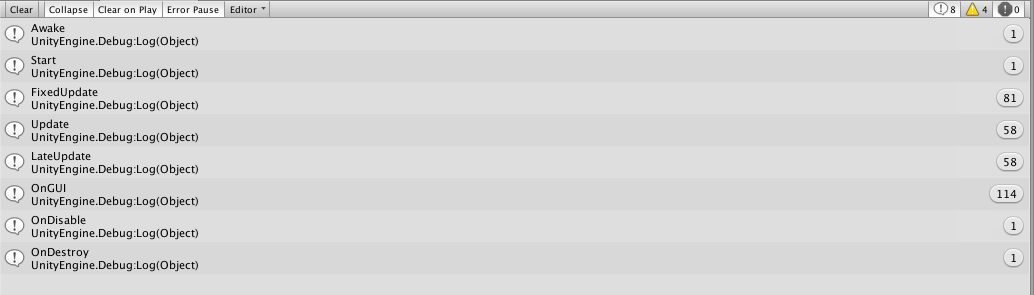 Clear Collapse Clear on Play Error Pause Editor 8 4 0
Awake 1
UnityEngine.Debug:Log(Object)
Start 1
UnityEngine.Debug:Log(Object)
FixedUpdate 81
UnityEngine.Debug:Log(Object)
Update 58
UnityEngine.Debug:Log(Object)
LateUpdate 58
UnityEngine.Debug:Log(Object)
OnGUI 114
UnityEngine.Debug:Log(Object)
OnDisable 1
UnityEngine.Debug:Log(Object)
OnDestroy 1
UnityEngine.Debug:Log(Object)